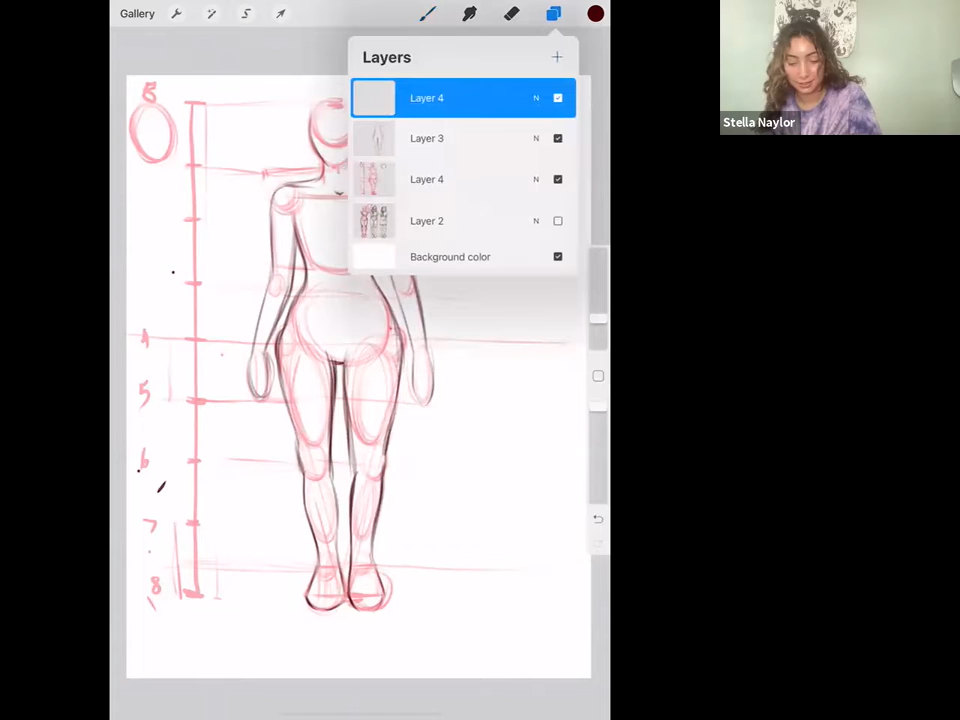 Gallery
Layers
Layer 4 N
Layer 3 N
Layer 4 N
Layer 2 N
Background color
Stella Naylor
8
4
5
6
7
8